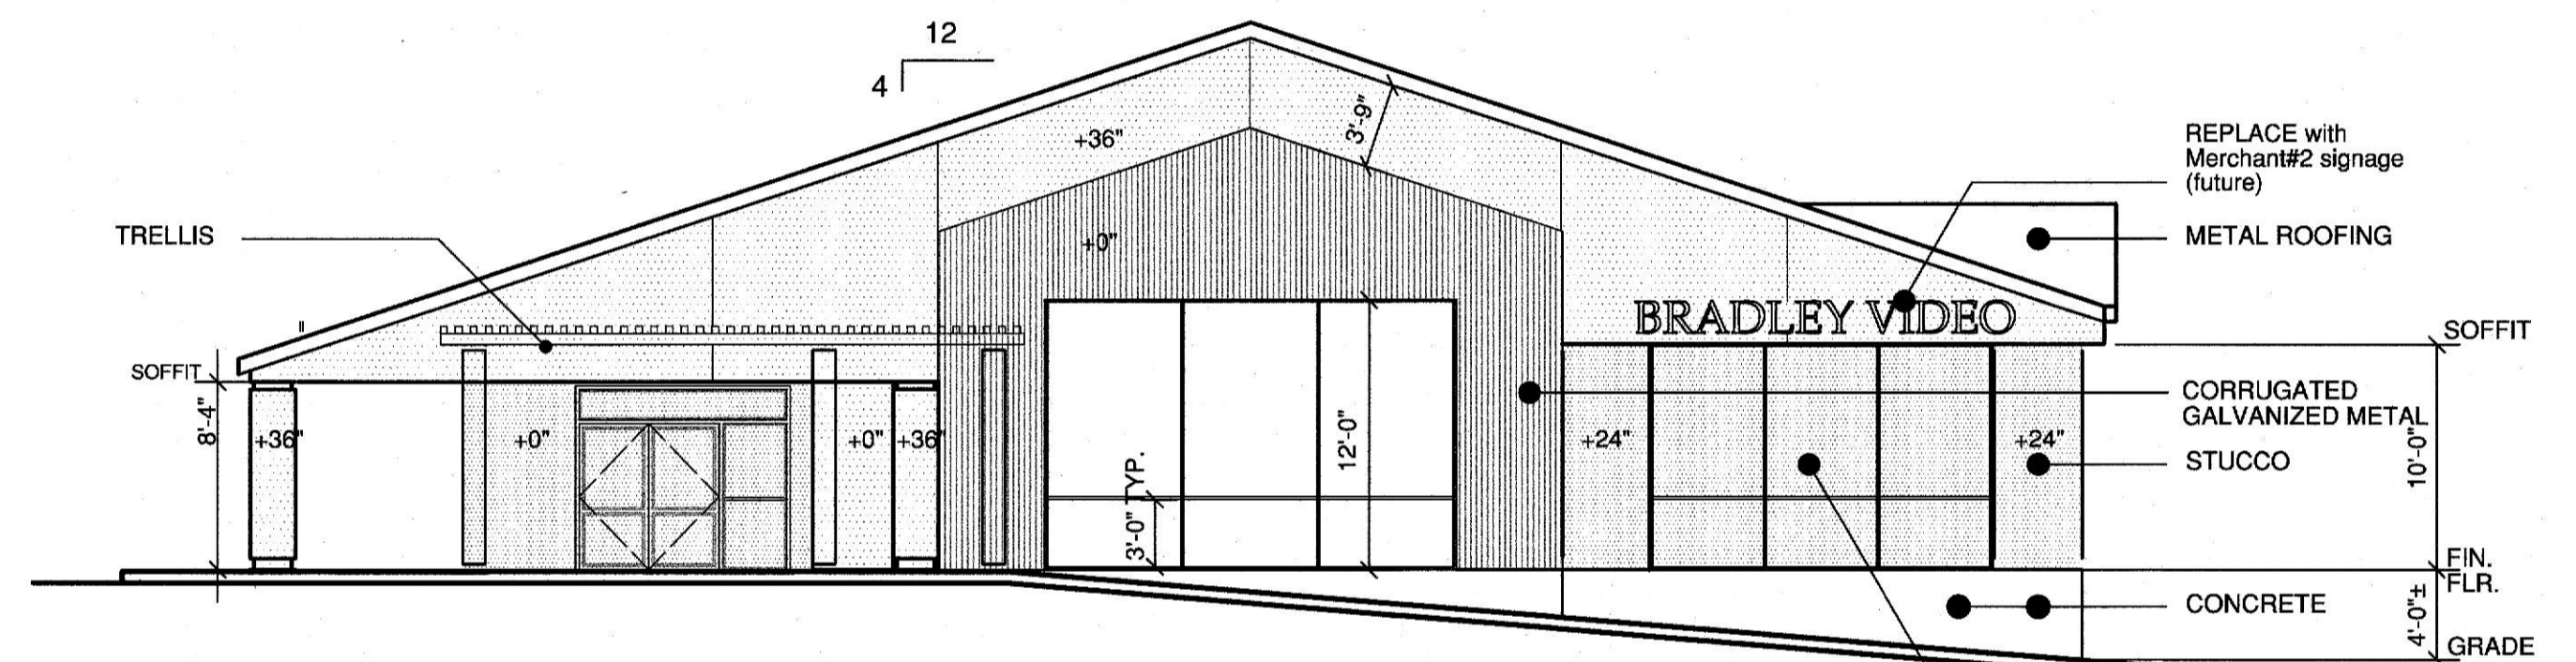 12
4
REPLACE with
Merchant#2 signage
(future)
3'-9"
+36"
TRELLIS
METAL ROOFING
+0"
BRADLEY VIDEO
SOFFIT
SOFFIT
CORRUGATED
GALVANIZED METAL
8'-4"
+36"
+0"
+0"
+36"
12'-0"
+24"
+24"
10'-0"
STUCCO
3'-0" TYP.
FIN.
FLR.
CONCRETE
4'-0"±
GRADE